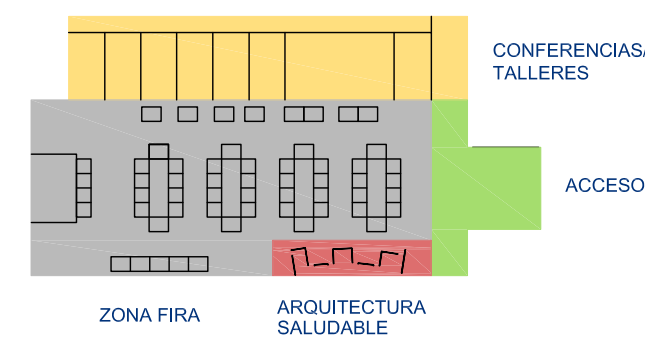 CONFERENCIAS/
TALLERES
ACCESO
ZONA FIRA
ARQUITECTURA
SALUDABLE